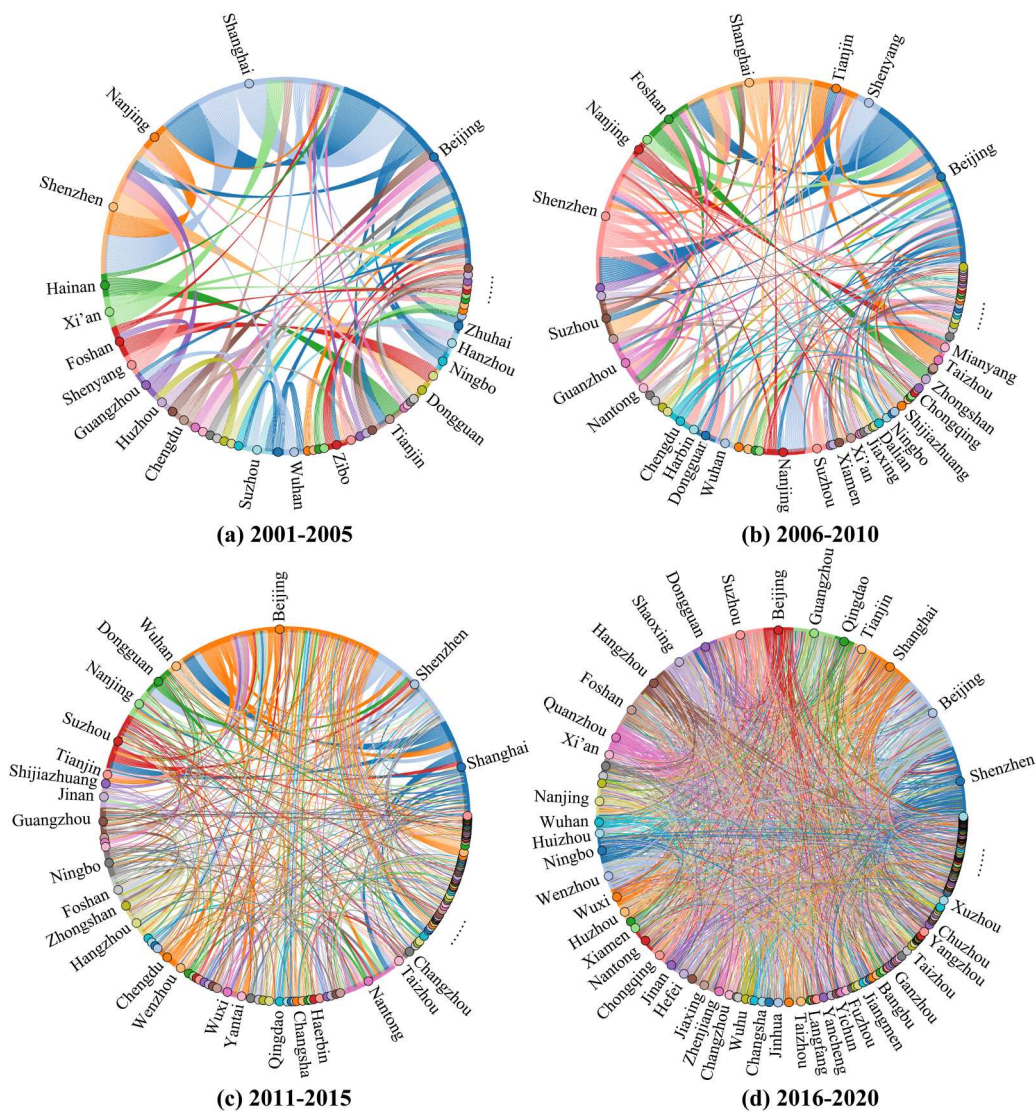 Shanghai
Nanjing
Shenzhen
Hainan
Xi’an
Foshan
Shenyang
Guangzhou
Huzhou
Chengdu
Suzhou
Wuhan
Zibo
Tianjin
Dongguan
Ningbo
Hanzhou
Zhuhai
......
Beijing
(a) 2001-2005
Shanghai
Tianjin
Shenyang
Beijing
Foshan
Nanjing
Shenzhen
Suzhou
Guanzhou
Nantong
Chengdu
Harbin
Dongguan
Wuhan
Nanjing
Suzhou
Xiamen
Xi'an
Jiaxing
Dalian
Ningbo
Shijiazhuang
Chongqing
Zhongshan
Taizhou
Mianyang
......
(b) 2006-2010
Beijing
Shenzhen
Shanghai
Wuhan
Dongguan
Nanjing
Suzhou
Tianjin
Shijiazhuang
Jinan
Guangzhou
Ningbo
Foshan
Zhongshan
Hangzhou
Chengdu
Wenzhou
Wuxi
Yantai
Qingdao
Changsha
Haerbin
Nantong
Taizhou
Changzhou
......
(c) 2011-2015
Beijing
Guangzhou
Qingdao
Tianjin
Shanghai
Beijing
Shenzhen
Suzhou
Dongguan
Shaoxing
Hangzhou
Foshan
Quanzhou
Xi’an
Nanjing
Wuhan
Huizhou
Ningbo
Wenzhou
Wuxi
Huzhou
Xiamen
Nantong
Chongqing
Jinan
Hefei
Jiaxing
Zhenjiang
Changzhou
Wuhu
Changsha
Jinhua
Taizhou
Langfang
Yancheng
Yichun
Fuzhou
Jiangmen
Bangbu
Ganzhou
Taizhou
Yangzhou
Chuzhou
Xuzhou
......
(d) 2016-2020